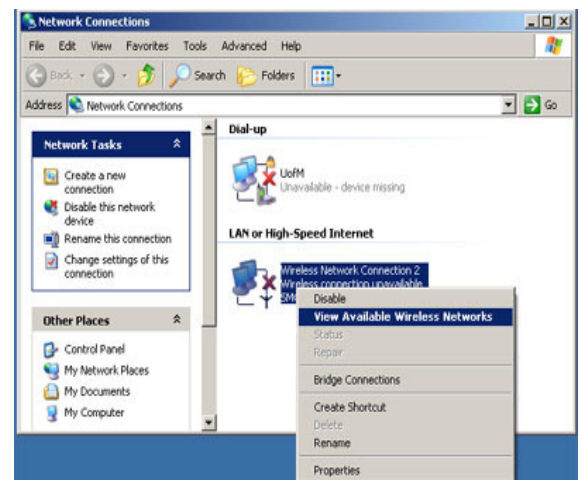 Network Connections
File Edit View Favorites Tools Advanced Help
Back Search Folders
Address Network Connections Go
Network Tasks
Create a new
connection
Disable this network
device
Rename this connection
Change settings of this
connection
Other Places
Control Panel
My Network Places
My Documents
My Computer
Dial-up
UofM
Unavailable - device missing
LAN or High-Speed Internet
Wireless Network Connection 2
Wireless connection unavailable
Disable
View Available Wireless Networks
Status
Repair
Bridge Connections
Create Shortcut
Delete
Rename
Properties